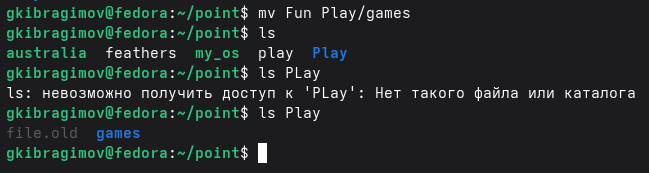 gkibragimov@fedora:~/point$ mv Fun Play/games
gkibragimov@fedora:~/point$ ls
australia feathers my_os play Play
gkibragimov@fedora:~/point$ ls PLay
ls: невозможно получить доступ к 'PLay': Нет такого файла или каталога
gkibragimov@fedora:~/point$ ls Play
file.old games
gkibragimov@fedora:~/point$